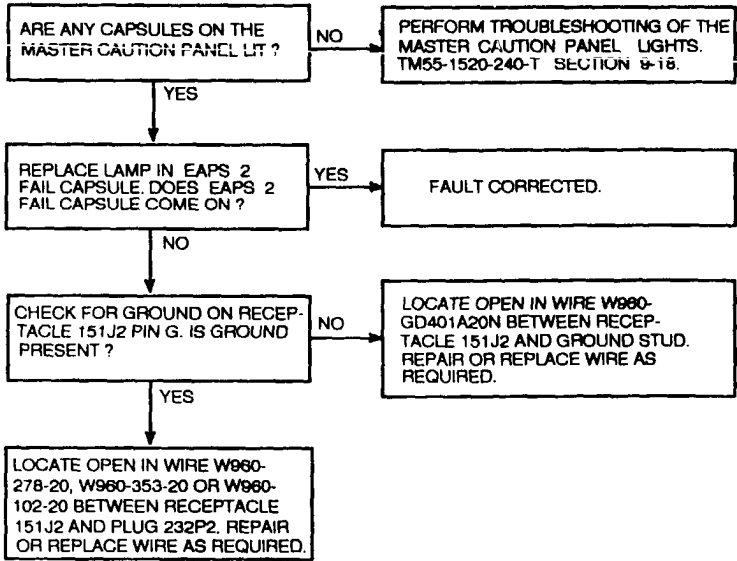 ARE ANY CAPSULES ON THE
MASTER CAUTION PANEL LIT ?
NO
PERFORM TROUBLESHOOTING OF THE
MASTER CAUTION PANEL LIGHTS.
TM55-1520-240-T SECTION 9-18.
YES
REPLACE LAMP IN EAPS 2
FAIL CAPSULE. DOES EAPS 2
FAIL CAPSULE COME ON ?
YES
FAULT CORRECTED.
NO
CHECK FOR GROUND ON RECEP-
TACLE 151J2 PIN G. IS GROUND
PRESENT ?
NO
LOCATE OPEN IN WIRE W960-
GD401A20N BETWEEN RECEP-
TACLE 151J2 AND GROUND STUD.
REPAIR OR REPLACE WIRE AS
REQUIRED.
YES
LOCATE OPEN IN WIRE W960-
278-20, W960-353-20 OR W960-
102-20 BETWEEN RECEPTACLE
151J2 AND PLUG 232P2. REPAIR
OR REPLACE WIRE AS REQUIRED.